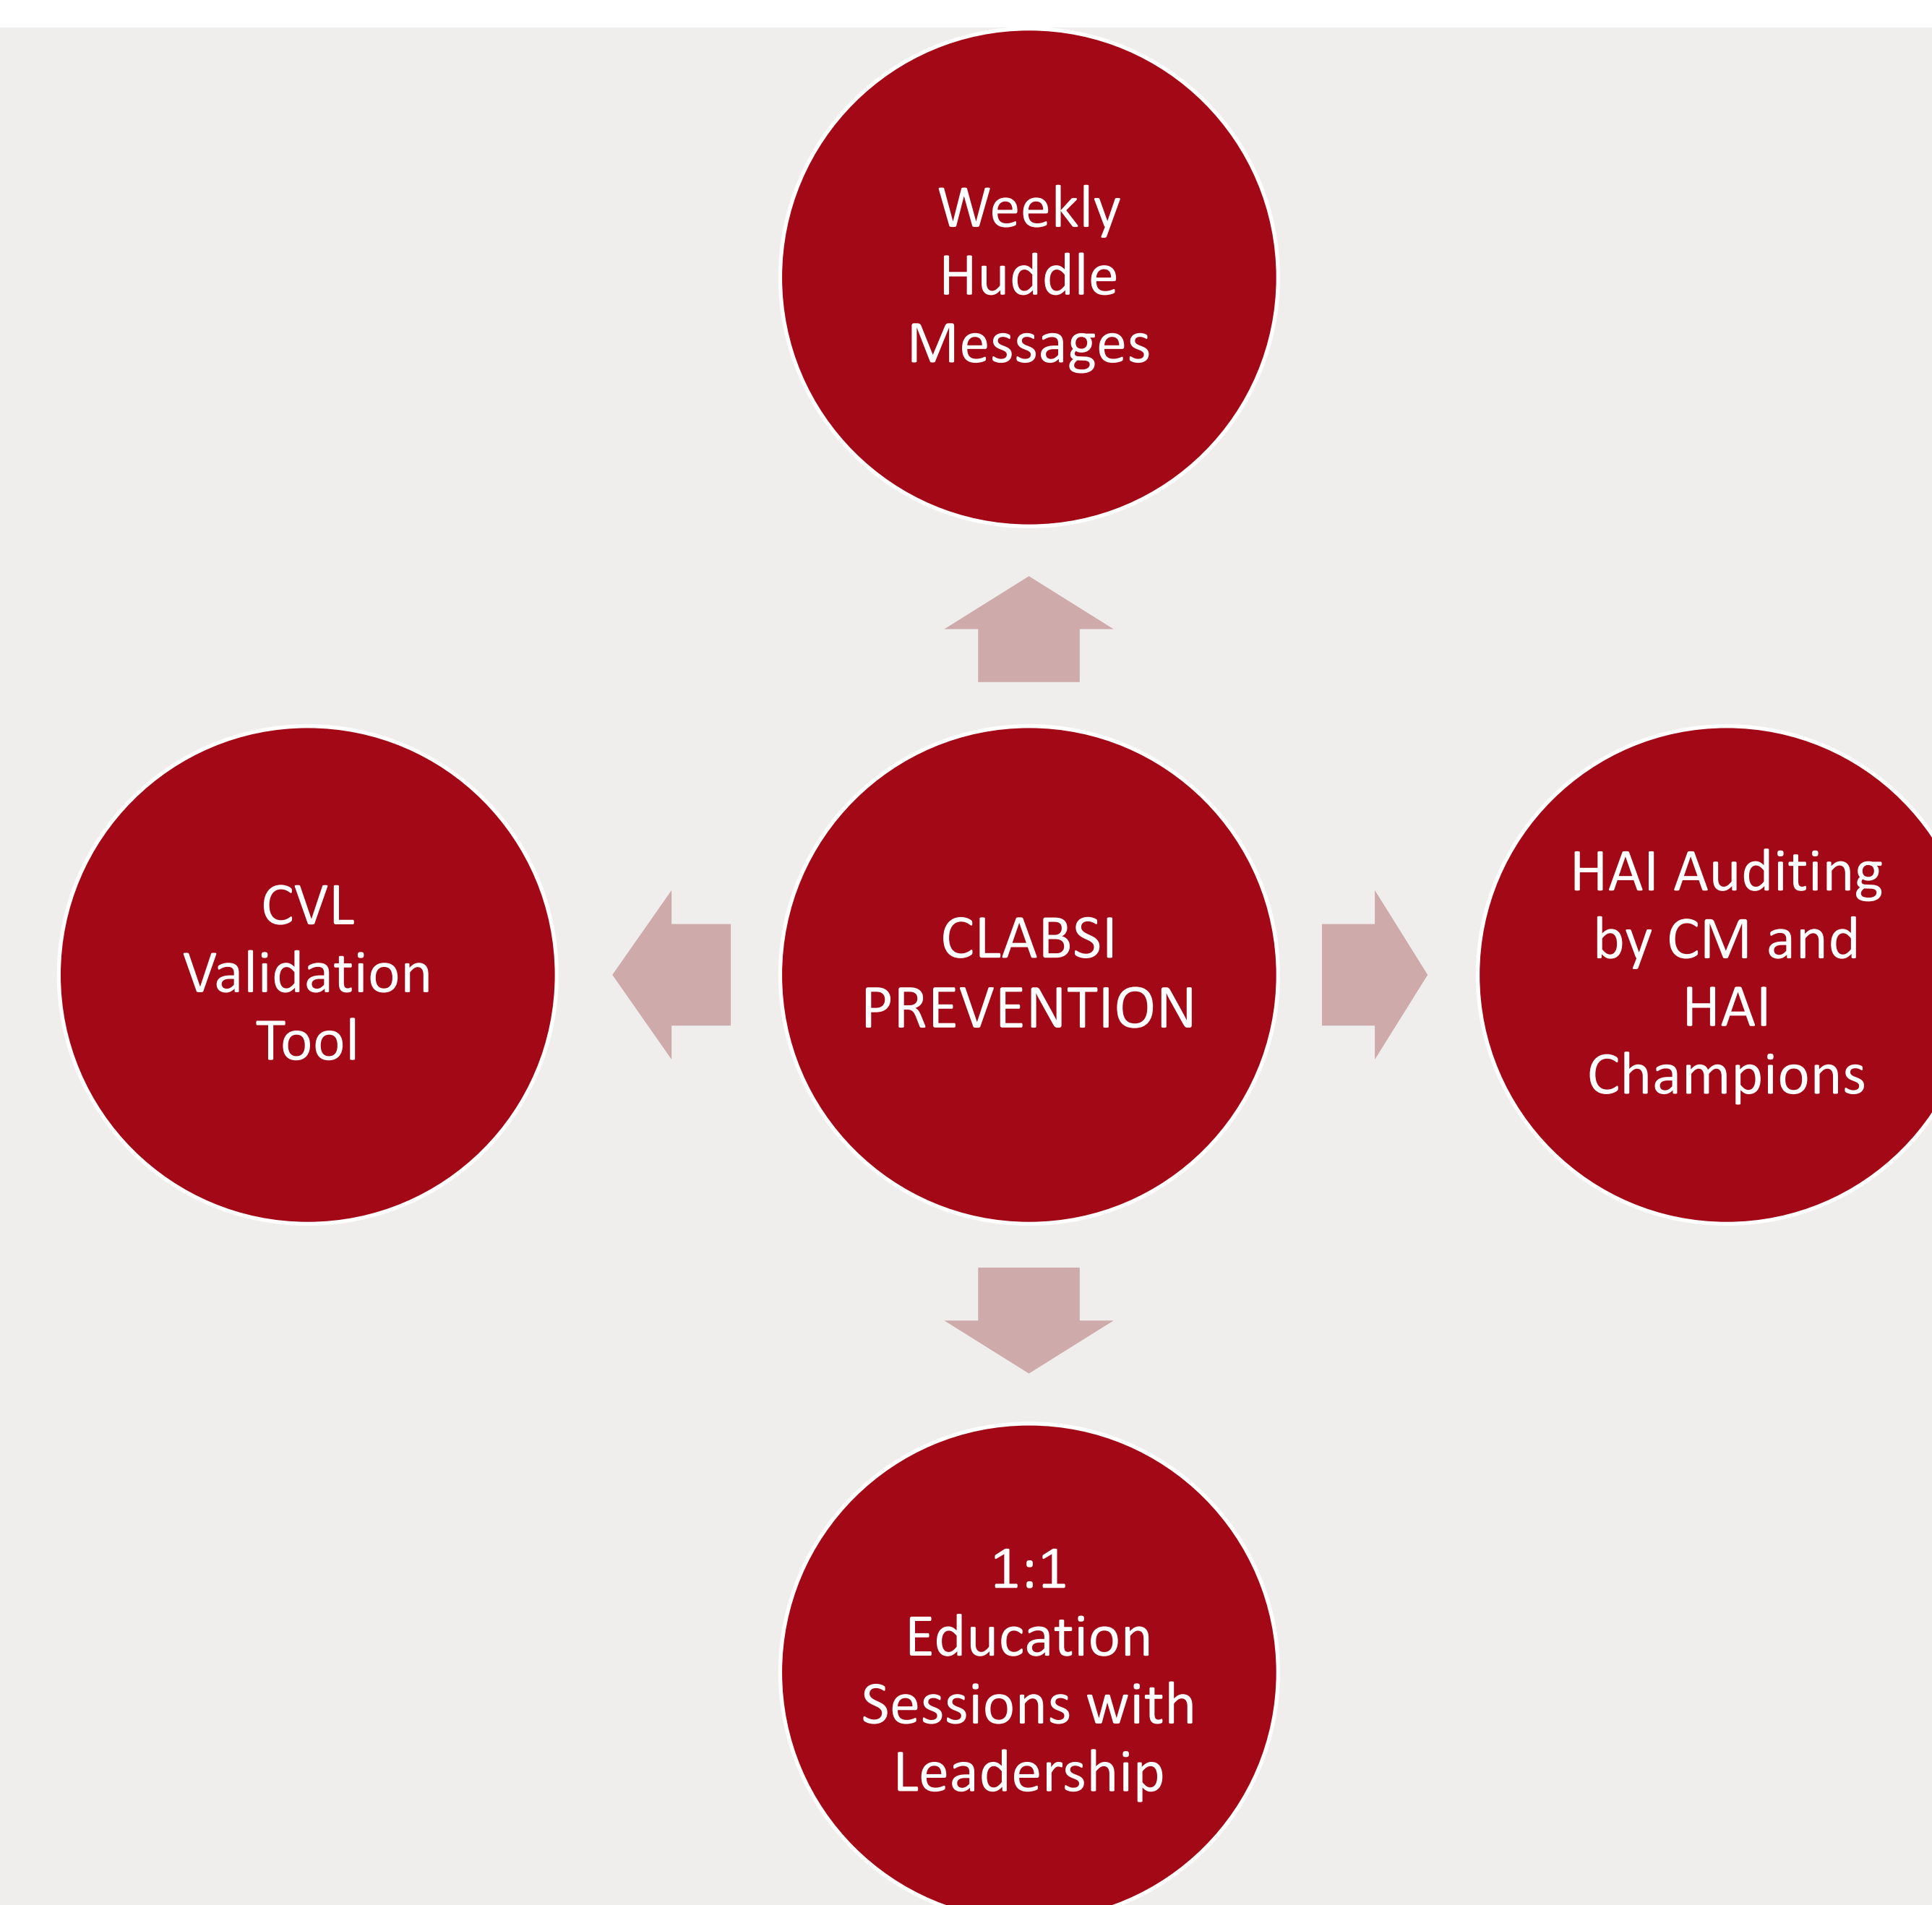 Weekly
Huddle
Messages
CVL
Validation
Tool
CLABSI
PREVENTION
HAI Auditing
by CM and
HAI
Champions
1:1
Education
Sessions with
Leadership